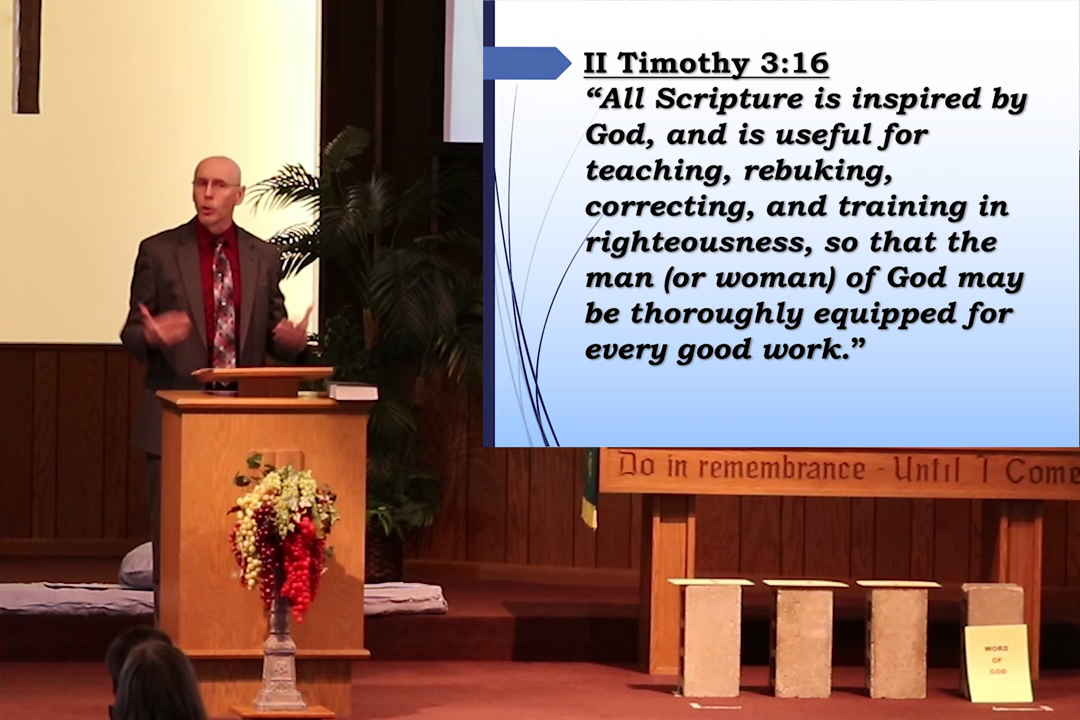 II Timothy 3:16
“All Scripture is inspired by
God, and is useful for
teaching, rebuking,
correcting, and training in
righteousness, so that the
man (or woman) of God may
be thoroughly equipped for
every good work.”
Do in remembrance - Until I Come
WORD
OF
GOD